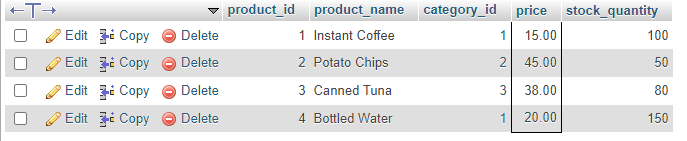 product_id product_name category_id price stock_quantity
Edit Copy Delete 1 Instant Coffee 1 15.00 100
Edit Copy Delete 2 Potato Chips 2 45.00 50
Edit Copy Delete 3 Canned Tuna 3 38.00 80
Edit Copy Delete 4 Bottled Water 1 20.00 150